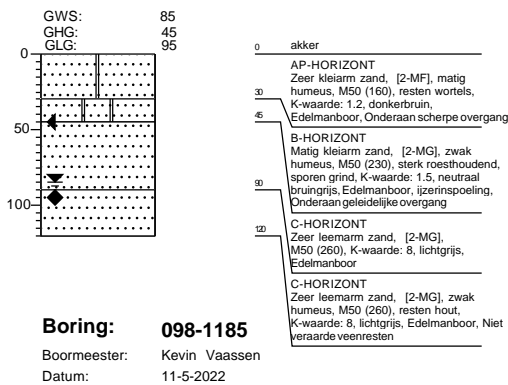 GWS: 85
GHG: 45
GLG: 95
0
50
100
0 akker
AP-HORIZONT
Zeer kleiarm zand, [2-MF], matig
humeus, M50 (160), resten wortels,
K-waarde: 1.2, donkerbruin,
Edelmanboor, Onderaan scherpe overgang
30
B-HORIZONT
Matig kleiarm zand, [2-MG], zwak
humeus, M50 (230), sterk roesthoudend,
sporen grind, K-waarde: 1.5, neutraal
bruingrijs, Edelmanboor, ijzerinspoeling,
Onderaan geleidelijke overgang
45
C-HORIZONT
Zeer leemarm zand, [2-MG],
M50 (260), K-waarde: 8, lichtgrijs,
Edelmanboor
90
C-HORIZONT
Zeer leemarm zand, [2-MG], zwak
humeus, M50 (260), resten hout,
K-waarde: 8, lichtgrijs, Edelmanboor, Niet
veraarde veenresten
120
Boring: 098-1185
Boormeester: Kevin Vaassen
Datum: 11-5-2022